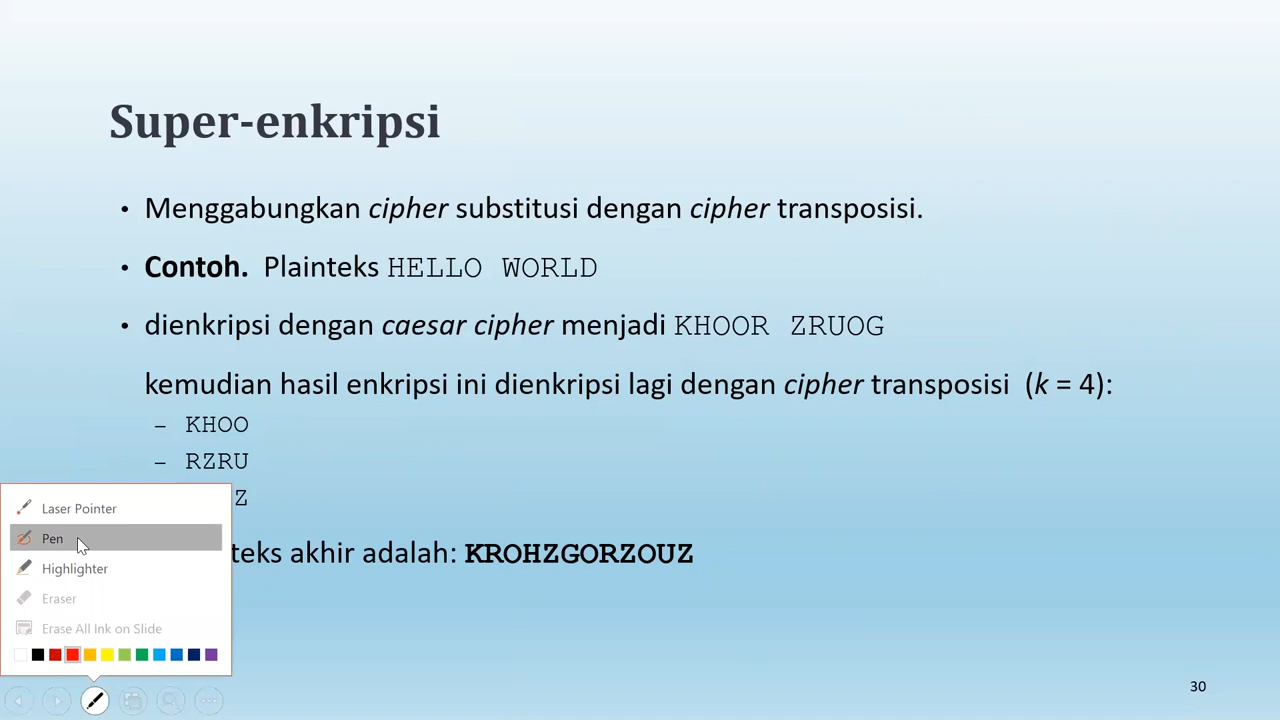 Super-enkripsi
• Menggabungkan cipher substitusi dengan cipher transposisi.
• Contoh. Plainteks HELLO WORLD
• dienkripsi dengan caesar cipher menjadi KHOOR ZRUOG
kemudian hasil enkripsi ini dienkripsi lagi dengan cipher transposisi (k = 4):
– KHOO
– RZRU
Z
teks akhir adalah: KROHZGORZOUZ
Laser Pointer
Pen
Highlighter
Eraser
Erase All Ink on Slide
30